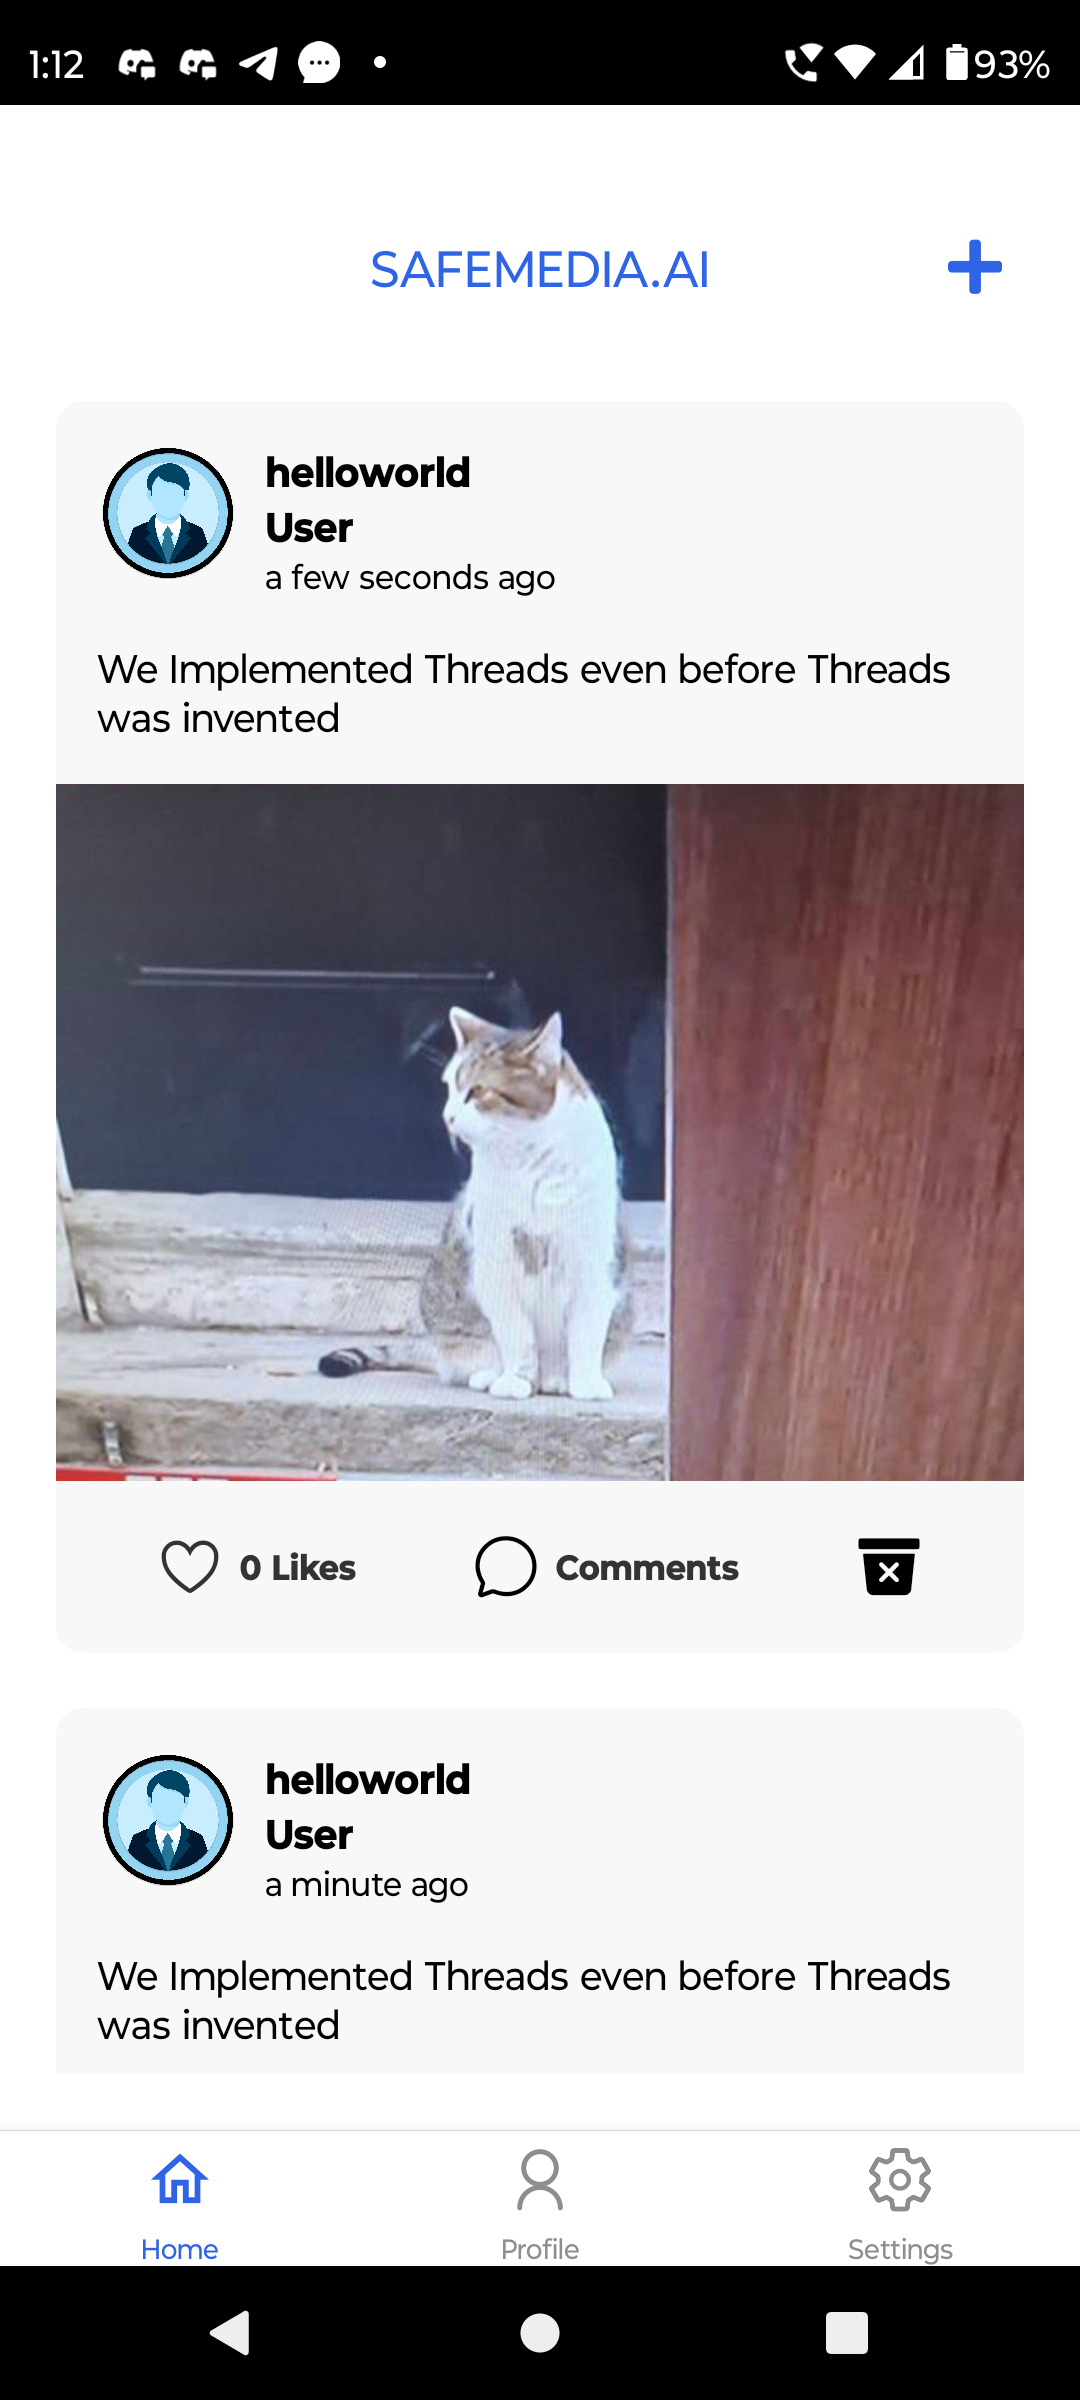 1:12
93%
SAFEMEDIA.AI
helloworld
User
a few seconds ago
We Implemented Threads even before Threads
was invented
0 Likes
Comments
helloworld
User
a minute ago
We Implemented Threads even before Threads
was invented
Home
Profile
Settings